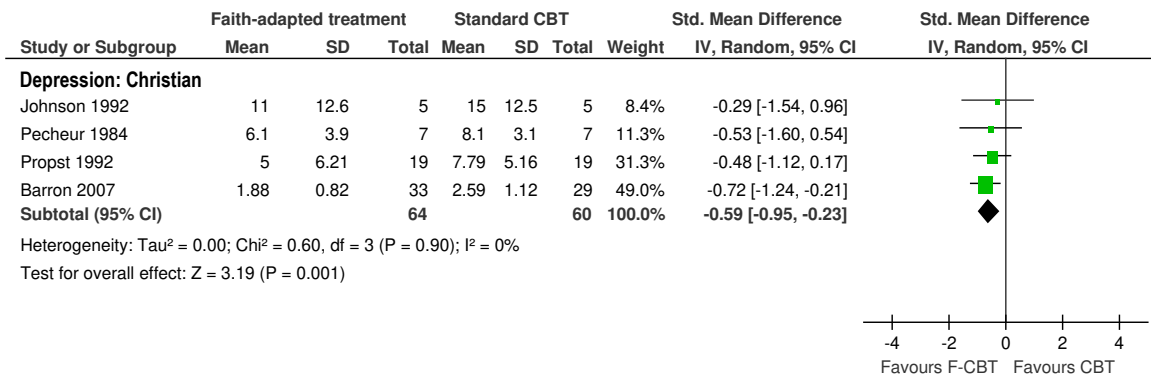 Faith-adapted treatment Standard CBT Std. Mean Difference Std. Mean Difference
Study or Subgroup Mean SD Total Mean SD Total Weight IV, Random, 95% CI IV, Random, 95% CI
Depression: Christian
Johnson 1992 11 12.6 5 15 12.5 5 8.4% -0.29 [-1.54, 0.96]
Pecheur 1984 6.1 3.9 7 8.1 3.1 7 11.3% -0.53 [-1.60, 0.54]
Propst 1992 5 6.21 19 7.79 5.16 19 31.3% -0.48 [-1.12, 0.17]
Barron 2007 1.88 0.82 33 2.59 1.12 29 49.0% -0.72 [-1.24, -0.21]
Subtotal (95% CI) 64 60 100.0% -0.59 [-0.95, -0.23]
Heterogeneity: Tau² = 0.00; Chi² = 0.60, df = 3 (P = 0.90); I² = 0%
Test for overall effect: Z = 3.19 (P = 0.001)
-4 -2 0 2 4
Favours F-CBT Favours CBT